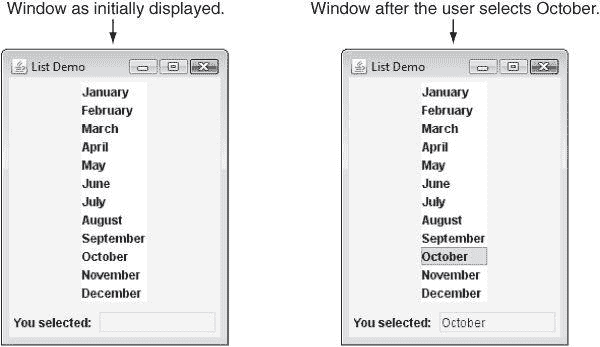 Window as initially displayed.
Window after the user selects October.
List Demo
January
February
March
April
May
June
July
August
September
October
November
December
You selected:
List Demo
January
February
March
April
May
June
July
August
September
October
November
December
You selected: October